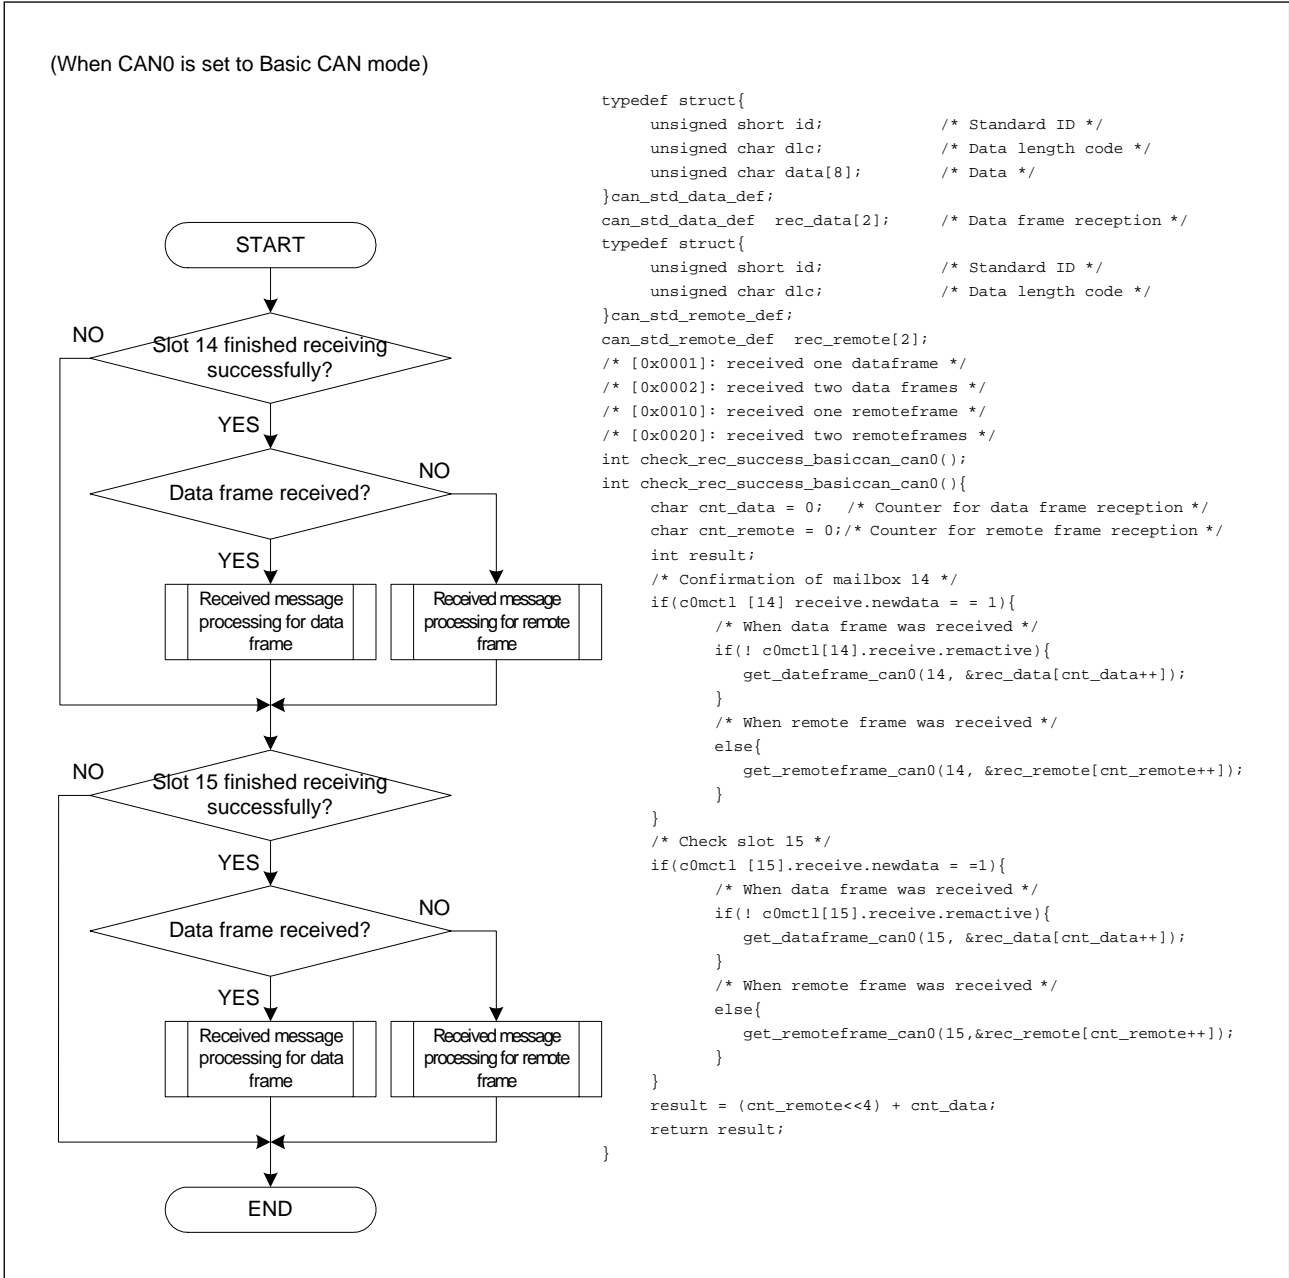 (When CAN0 is set to Basic CAN mode)
START
NO
Slot 14 finished receiving
successfully?
YES
NO
Data frame received?
YES
Received message
processing for data
frame
Received message
processing for remote
frame
NO
Slot 15 finished receiving
successfully?
YES
NO
Data frame received?
YES
Received message
processing for data
frame
Received message
processing for remote
frame
END
typedef struct{
unsigned short id; /* Standard ID */
unsigned char dlc; /* Data length code */
unsigned char data[8]; /* Data */
}can_std_data_def;
can_std_data_def rec_data[2]; /* Data frame reception */
typedef struct{
unsigned short id; /* Standard ID */
unsigned char dlc; /* Data length code */
}can_std_remote_def;
can_std_remote_def rec_remote[2];
/* [0x0001]: received one dataframe */
/* [0x0002]: received two data frames */
/* [0x0010]: received one remoteframe */
/* [0x0020]: received two remoteframes */
int check_rec_success_basiccan_can0();
int check_rec_success_basiccan_can0(){
char cnt_data = 0; /* Counter for data frame reception */
char cnt_remote = 0;/* Counter for remote frame reception */
int result;
/* Confirmation of mailbox 14 */
if(c0mctl [14] receive.newdata = = 1){
/* When data frame was received */
if(! c0mctl[14].receive.remactive){
get_dateframe_can0(14, &rec_data[cnt_data++]);
}
/* When remote frame was received */
else{
get_remoteframe_can0(14, &rec_remote[cnt_remote++]);
}
}
/* Check slot 15 */
if(c0mctl [15].receive.newdata = =1){
/* When data frame was received */
if(! c0mctl[15].receive.remactive){
get_dataframe_can0(15, &rec_data[cnt_data++]);
}
/* When remote frame was received */
else{
get_remoteframe_can0(15,&rec_remote[cnt_remote++]);
}
}
result = (cnt_remote<<4) + cnt_data;
return result;
}